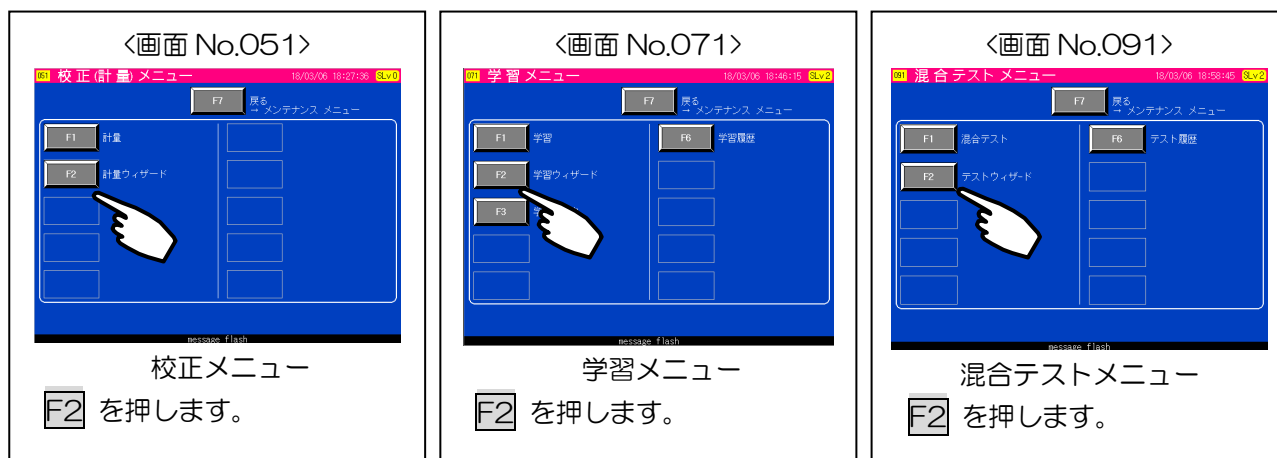 <画面 No.051>
051 校正(計量)メニュー 18/03/06 18:27:36 SLv0
F7 戻る
→ メンテナンス メニュー
F1 計量
F2 計量ウィザード
message flash
校正メニュー
F2 を押します。
<画面 No.071>
071 学習メニュー 18/03/06 18:46:15 SLv2
F7 戻る
→ メンテナンス メニュー
F1 学習
F6 学習履歴
F2 学習ウィザード
F3
message flash
学習メニュー
F2 を押します。
<画面 No.091>
091 混合テストメニュー 18/03/06 18:58:45 SLv2
F7 戻る
→ メンテナンス メニュー
F1 混合テスト
F6 テスト履歴
F2 テストウィザード
message flash
混合テストメニュー
F2 を押します。